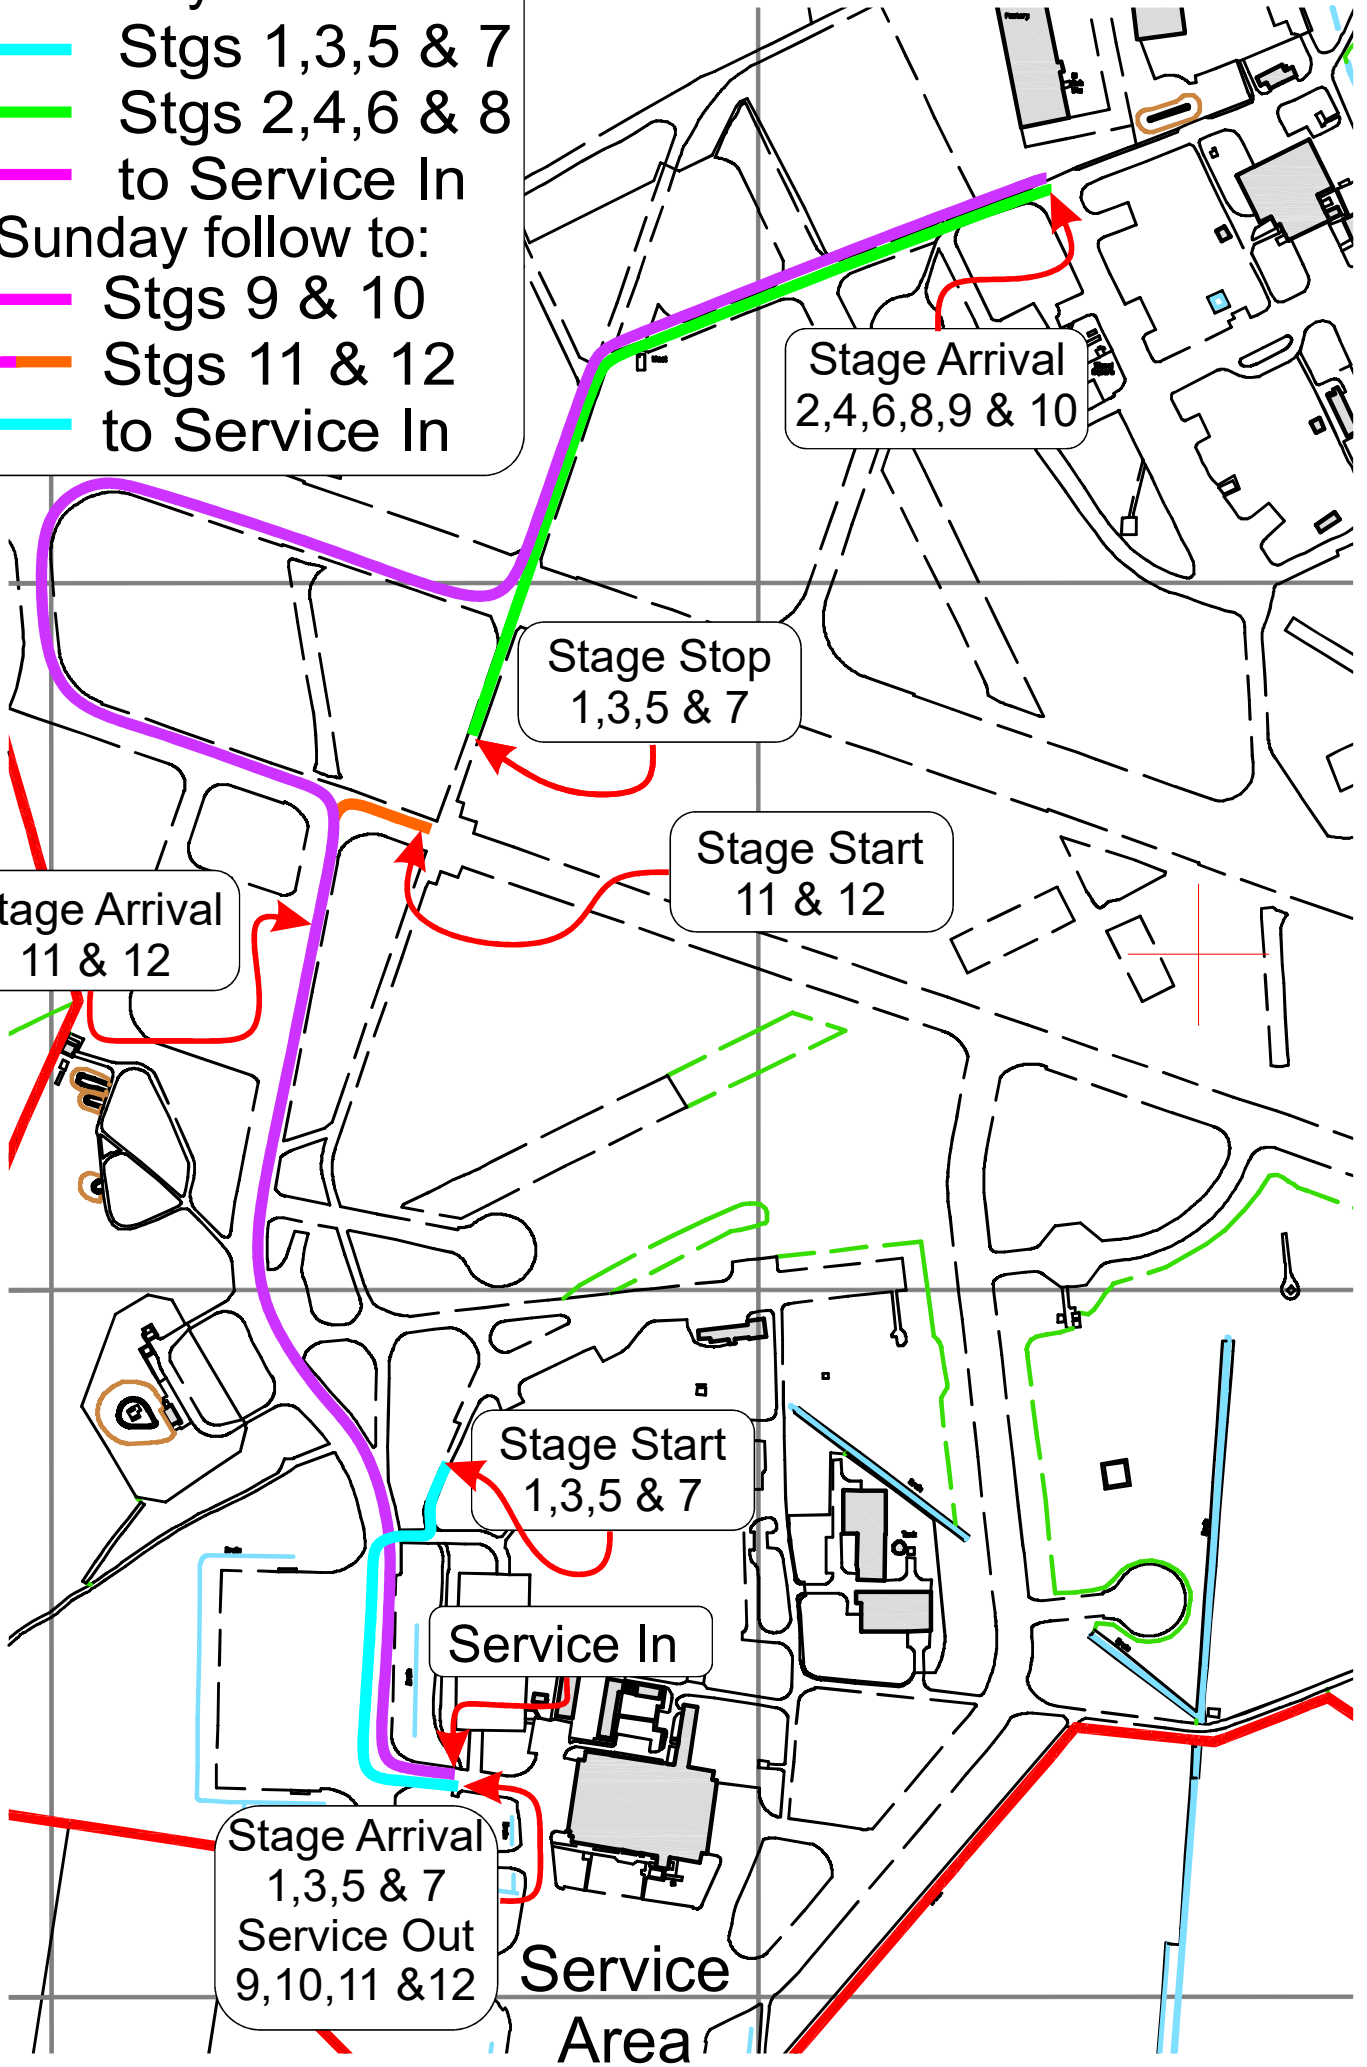 Stgs 1,3,5 & 7
Stgs 2,4,6 & 8
to Service In
Sunday follow to:
Stgs 9 & 10
Stgs 11 & 12
to Service In
Stage Arrival
2,4,6,8,9 & 10
Stage Stop
1,3,5 & 7
Stage Start
11 & 12
tage Arrival
11 & 12
Stage Start
1,3,5 & 7
Service In
Stage Arrival
1,3,5 & 7
Service Out
9,10,11 &12
Service
Area